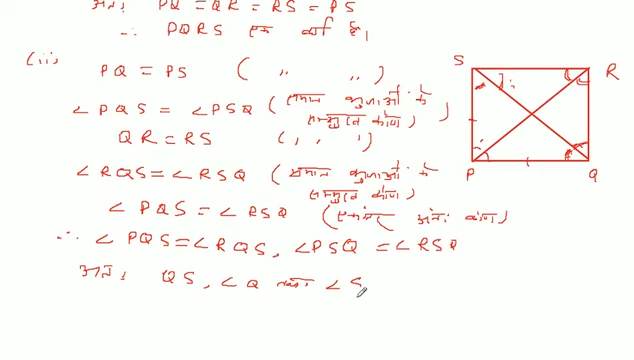 अतः PQ = QR = RS = PS
∴ PQRS एक वर्ग है।
(ii)
PQ = PS ( " " )
∠PQS = ∠PSQ (समान भुजाओं के सम्मुख कोण)
QR = RS ( " " )
∠RQS = ∠RSQ (समान भुजाओं के सम्मुख कोण)
∠PQS = ∠RSQ (एकांतर अंतः कोण)
∴ ∠PQS = ∠RQS, ∠PSQ = ∠RSQ
अतः QS, ∠Q तथा ∠S
S R
P Q